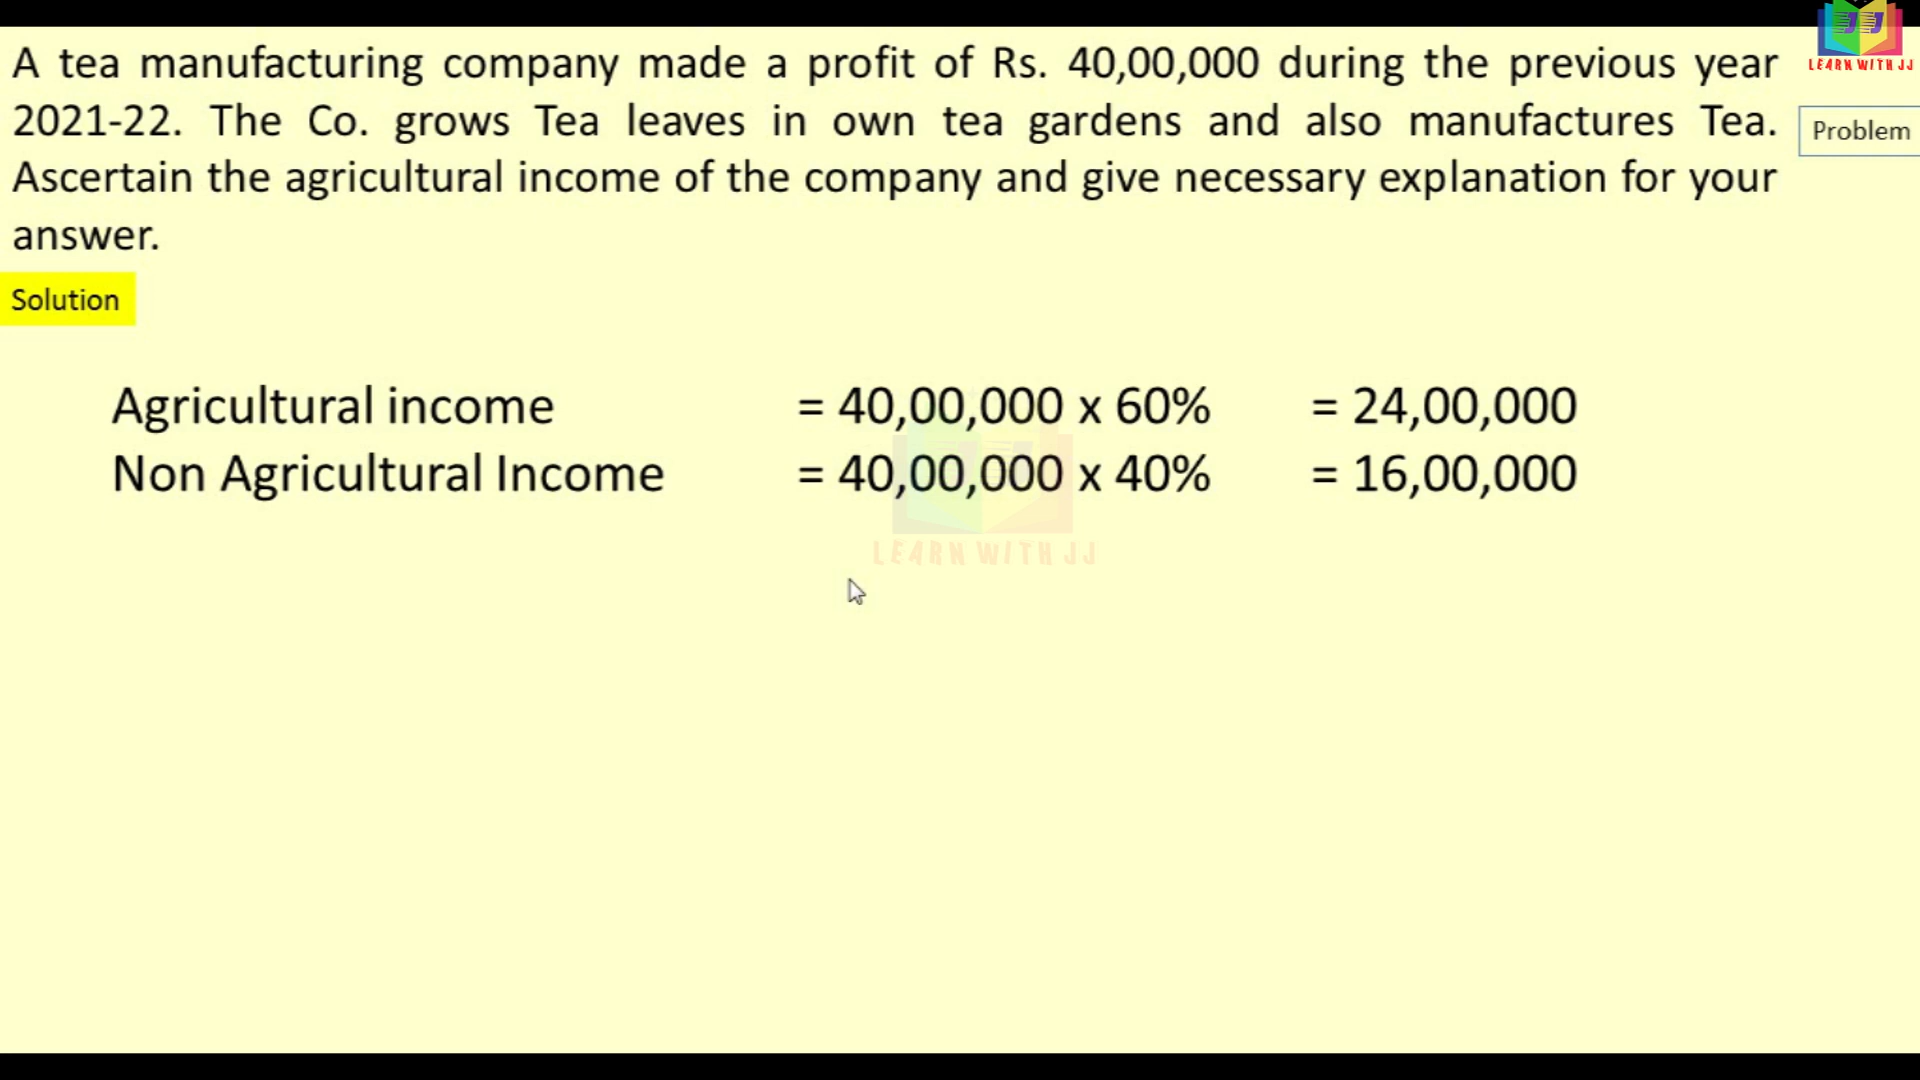 A tea manufacturing company made a profit of Rs. 40,00,000 during the previous year
2021-22. The Co. grows Tea leaves in own tea gardens and also manufactures Tea.
Ascertain the agricultural income of the company and give necessary explanation for your
answer.
LEARN WITH JJ
Problem
Solution
Agricultural income = 40,00,000 x 60% = 24,00,000
Non Agricultural Income = 40,00,000 x 40% = 16,00,000
LEARN WITH JJ